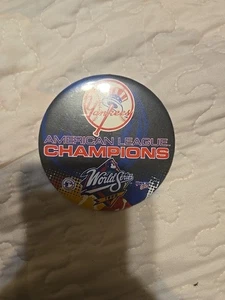 Yankees
AMERICAN LEAGUE
CHAMPIONS
World Series